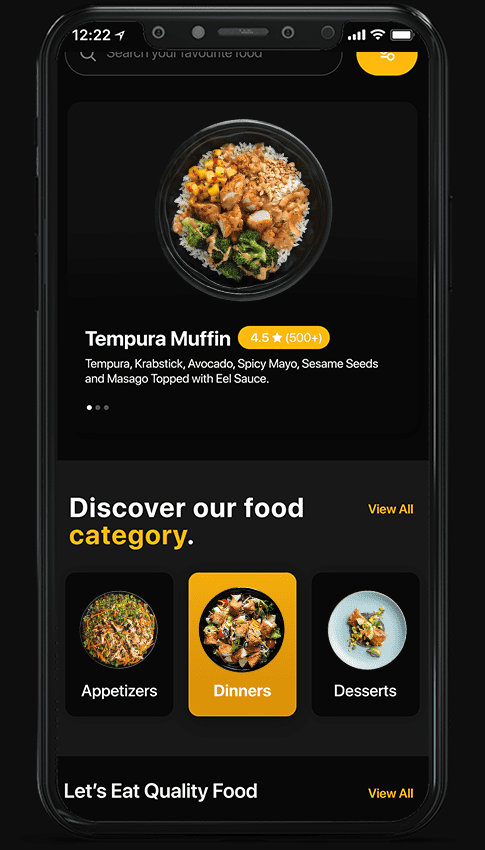 12:22
Search your favourite food
Tempura Muffin 4.5 ★ (500+)
Tempura, Krabstick, Avocado, Spicy Mayo, Sesame Seeds
and Masago Topped with Eel Sauce.
Discover our food
View All
category.
Appetizers
Dinners
Desserts
Let's Eat Quality Food
View All